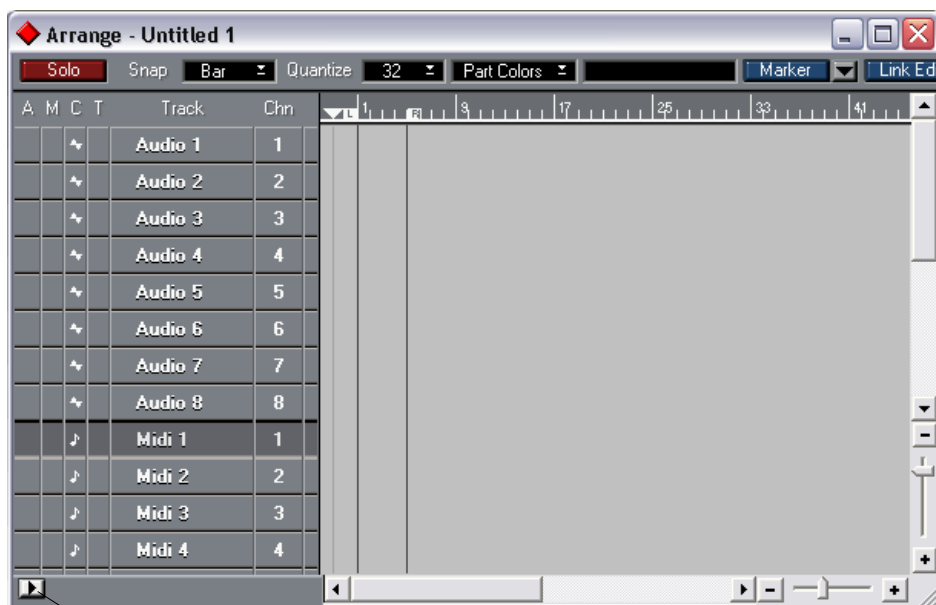 Arrange - Untitled 1
Solo Snap Bar Quantize 32 Part Colors Marker Link Ed
A M C T Track Chn L 1 R 9 17 25 33 41
Audio 1 1
Audio 2 2
Audio 3 3
Audio 4 4
Audio 5 5
Audio 6 6
Audio 7 7
Audio 8 8
Midi 1 1
Midi 2 2
Midi 3 3
Midi 4 4